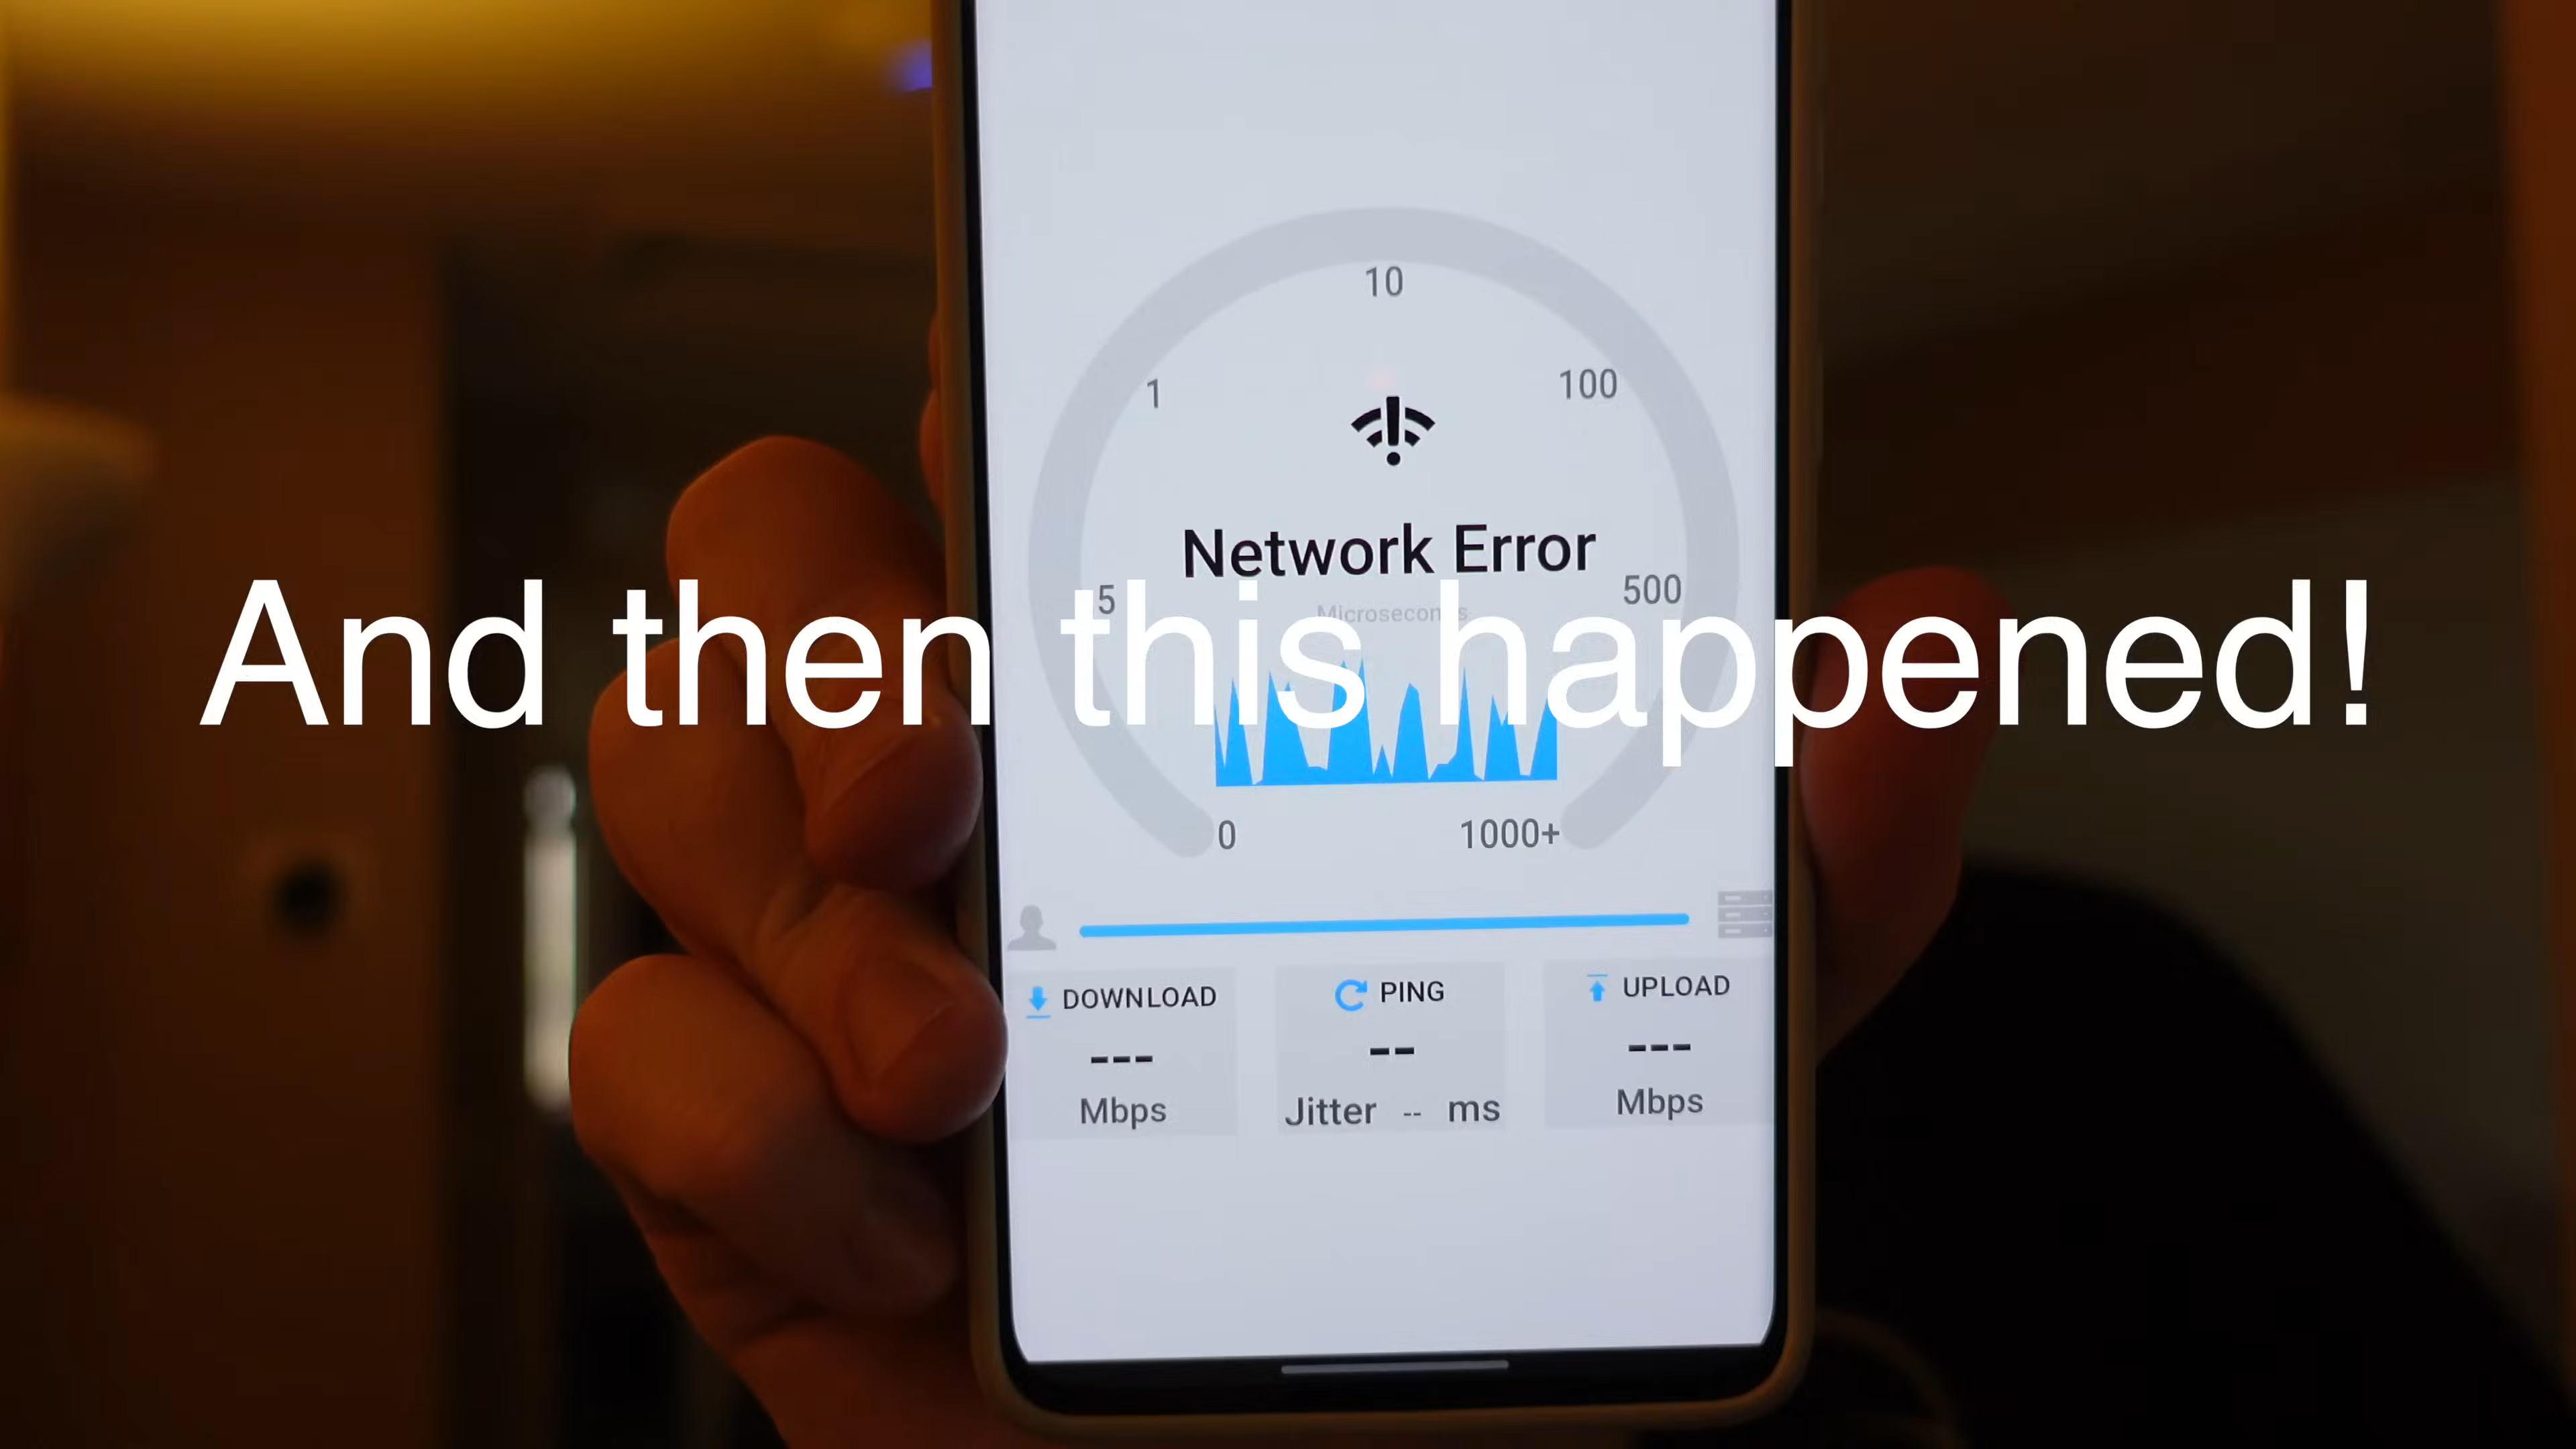 10
1
100
Network Error
5
500
Microseconds
And then this happened!
0
1000+
DOWNLOAD
PING
UPLOAD
---
--
---
Mbps
Jitter -- ms
Mbps